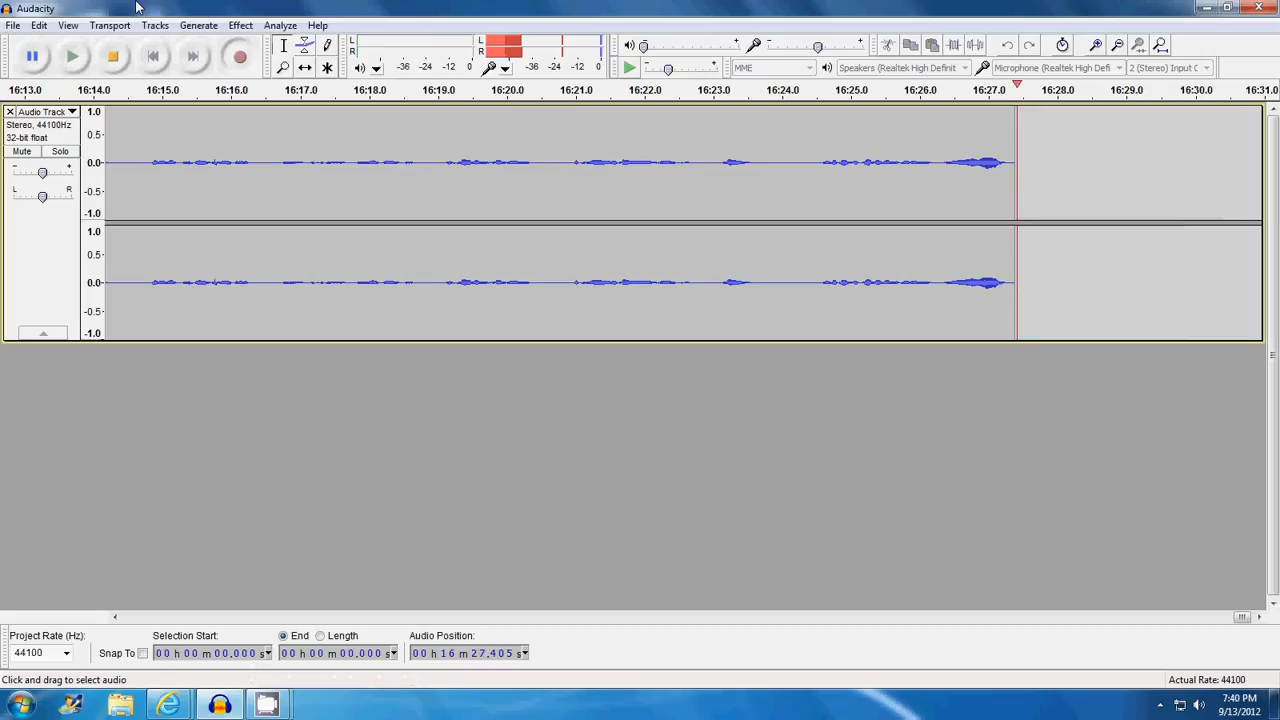 Audacity
File Edit View Transport Tracks Generate Effect Analyze Help
L R -36 -24 -12 0
L R -36 -24 -12 0
MME Speakers (Realtek High Definit Microphone (Realtek High Defi 2 (Stereo) Input C
16:13.0 16:14.0 16:15.0 16:16.0 16:17.0 16:18.0 16:19.0 16:20.0 16:21.0 16:22.0 16:23.0 16:24.0 16:25.0 16:26.0 16:27.0 16:28.0 16:29.0 16:30.0 16:31.0
Audio Track
Stereo, 44100Hz
32-bit float
Mute Solo
- +
L R
1.0
0.5
0.0
-0.5
-1.0
1.0
0.5
0.0
-0.5
-1.0
Project Rate (Hz): Selection Start: End Length Audio Position:
44100 Snap To 00 h 00 m 00.000 s 00 h 00 m 00.000 s 00 h 16 m 27.405 s
Click and drag to select audio Actual Rate: 44100
7:40 PM
9/13/2012